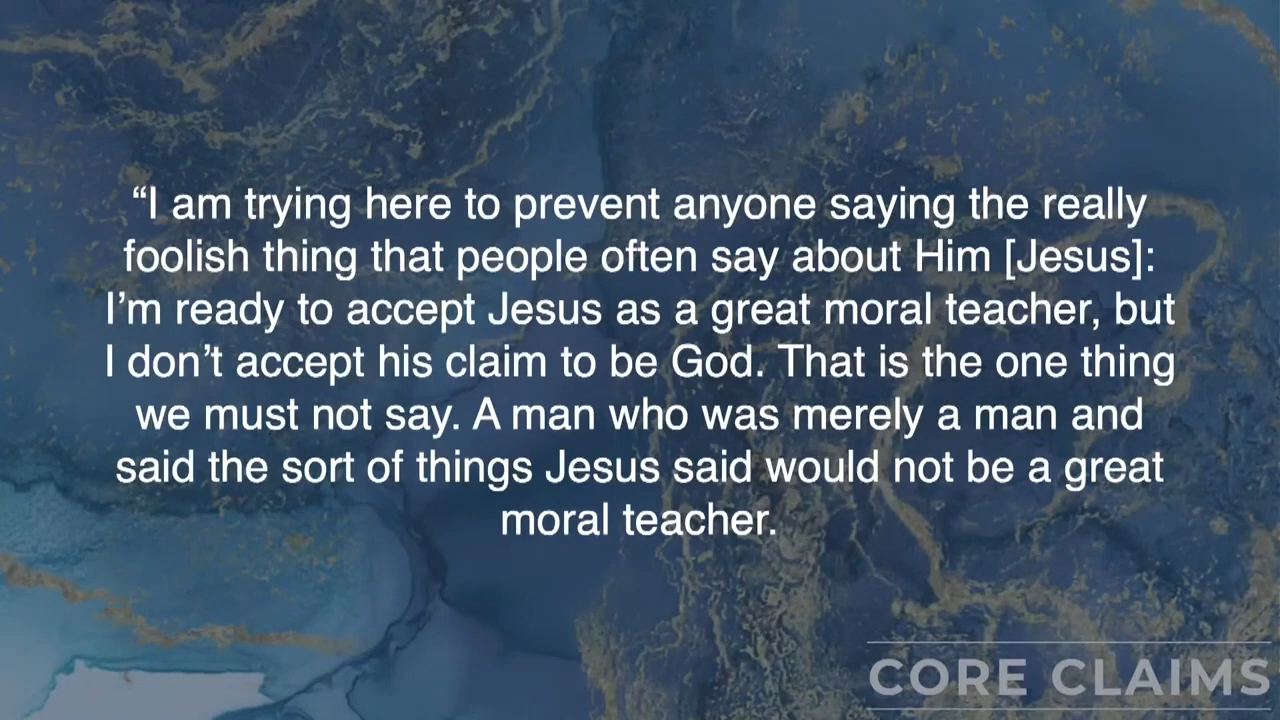 “I am trying here to prevent anyone saying the really
foolish thing that people often say about Him [Jesus]:
I’m ready to accept Jesus as a great moral teacher, but
I don’t accept his claim to be God. That is the one thing
we must not say. A man who was merely a man and
said the sort of things Jesus said would not be a great
moral teacher.
CORE CLAIMS